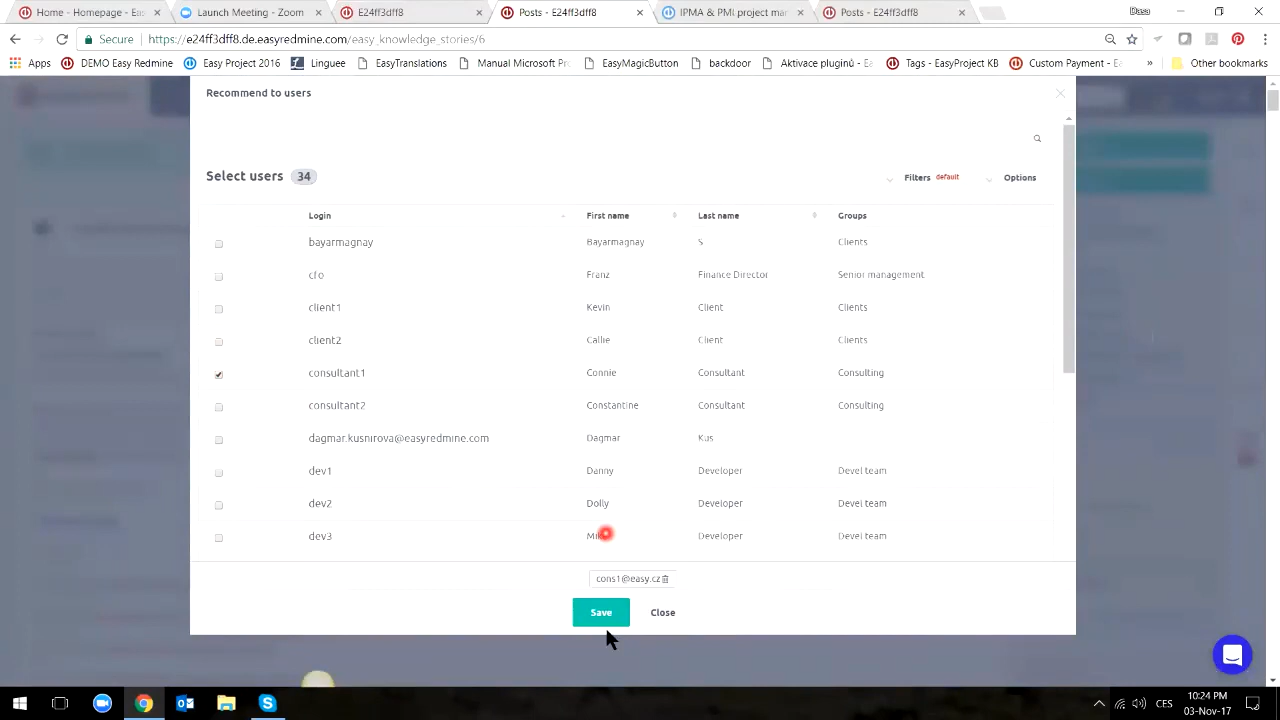 Home - Homepage - Eas
Launch Meeting - Zoom
E24ff3dff8
Posts - E24ff3dff8
IPMA & PMI project man
Posts - E24ff3dff8
Secure
https://e24ff3dff8.de.easyredmine.com/easy_knowledge_stories/6
Apps
DEMO Easy Redmine
Easy Project 2016
Linguee
EasyTranslations
Manual Microsoft Pro
EasyMagicButton
backdoor
Aktivace pluginů - Ea
Tags - EasyProject KB
Custom Payment - Ea
»
Other bookmarks
Recommend to users
Select users 34
Filters default
Options
Login First name Last name Groups
bayarmagnay Bayarmagnay S Clients
cfo Franz Finance Director Senior management
client1 Kevin Client Clients
client2 Callie Client Clients
consultant1 Connie Consultant Consulting
consultant2 Constantine Consultant Consulting
dagmar.kusnirova@easyredmine.com Dagmar Kus
dev1 Danny Developer Devel team
dev2 Dolly Developer Devel team
dev3 Developer Devel team
cons1@easy.cz
Save Close
CES
10:24 PM
03-Nov-17